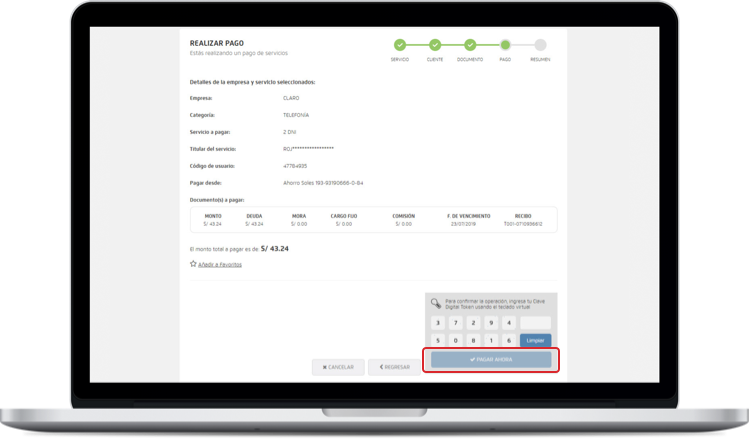 REALIZAR PAGO
Estás realizando un pago de servicios
SERVICIO CLIENTE DOCUMENTO PAGO RESUMEN
Detalles de la empresa y servicio seleccionados:
Empresa: CLARO
Categoría: TELEFONÍA
Servicio a pagar: 2 DNI
Titular del servicio: ROJ*****************
Código de usuario: 47784935
Pagar desde: Ahorro Soles 193-93190666-0-84
Documento(s) a pagar:
MONTO DEUDA MORA CARGO FIJO COMISIÓN F. DE VENCIMIENTO RECIBO
S/ 43.24 S/ 43.24 S/ 0.00 S/ 0.00 S/ 0.00 23/07/2019 T001-0710936612
El monto total a pagar es de: S/ 43.24
Añadir a Favoritos
Para confirmar la operación, ingresa tu Clave
Digital Token usando el teclado virtual
3 7 2 9 4
5 0 8 1 6 Limpiar
✔ PAGAR AHORA
✖ CANCELAR REGRESAR